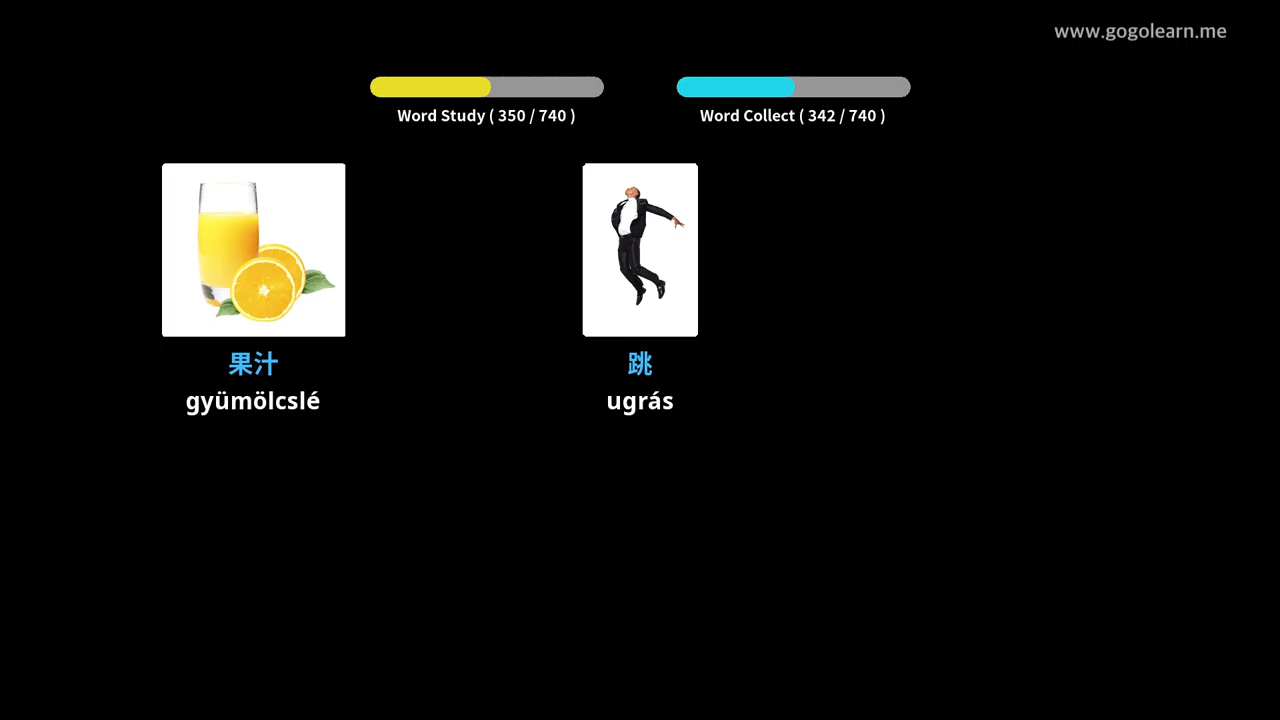 www.gogolearn.me
Word Study ( 350 / 740 )
Word Collect ( 342 / 740 )
果汁
gyümölcslé
跳
ugrás